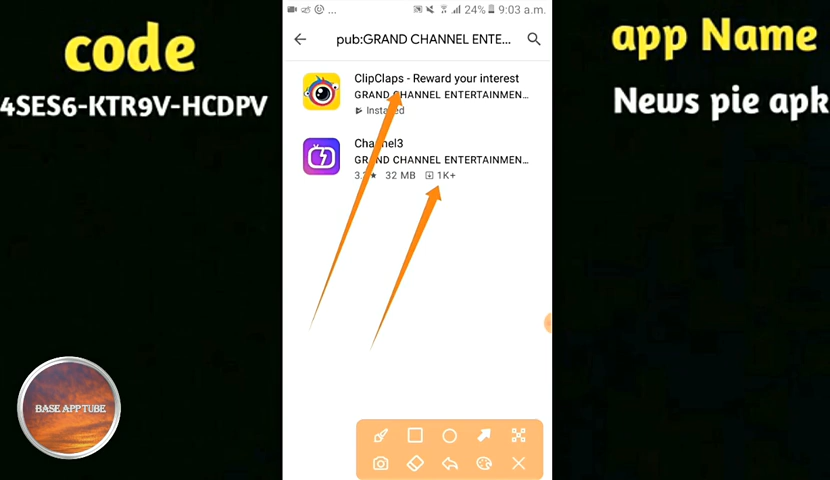 code
4SES6-KTR9V-HCDPV
app Name
News pie apk
... 24% 9:03 a.m.
pub:GRAND CHANNEL ENTE...
ClipClaps - Reward your interest
GRAND CHANNEL ENTERTAINMEN...
Installed
Channel3
GRAND CHANNEL ENTERTAINMEN...
32 MB 1K+
BASE APP TUBE